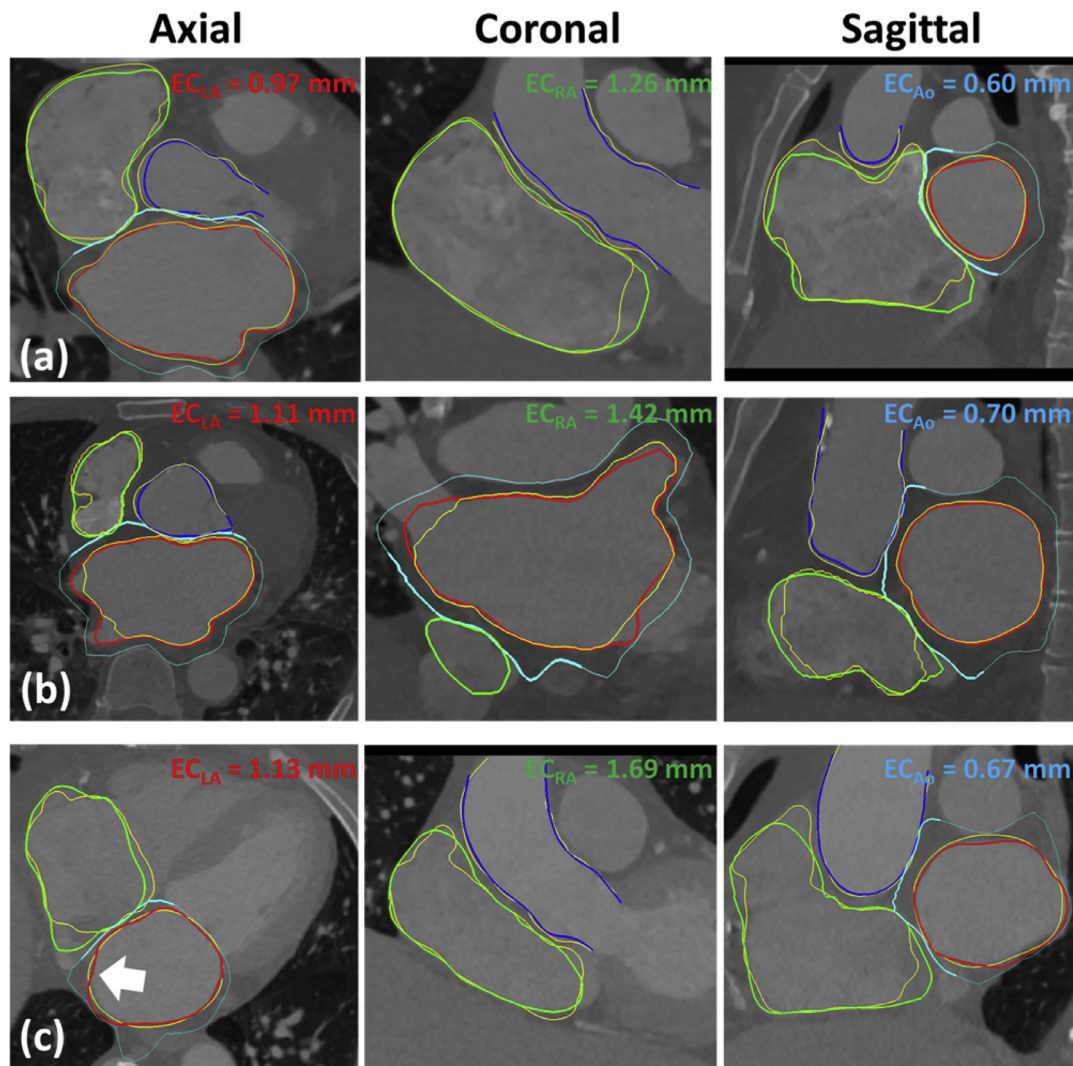 Axial Coronal Sagittal
EC_LA = 0.97 mm EC_RA = 1.26 mm EC_Ao = 0.60 mm
(a)
EC_LA = 1.11 mm EC_RA = 1.42 mm EC_Ao = 0.70 mm
(b)
EC_LA = 1.13 mm EC_RA = 1.69 mm EC_Ao = 0.67 mm
(c)